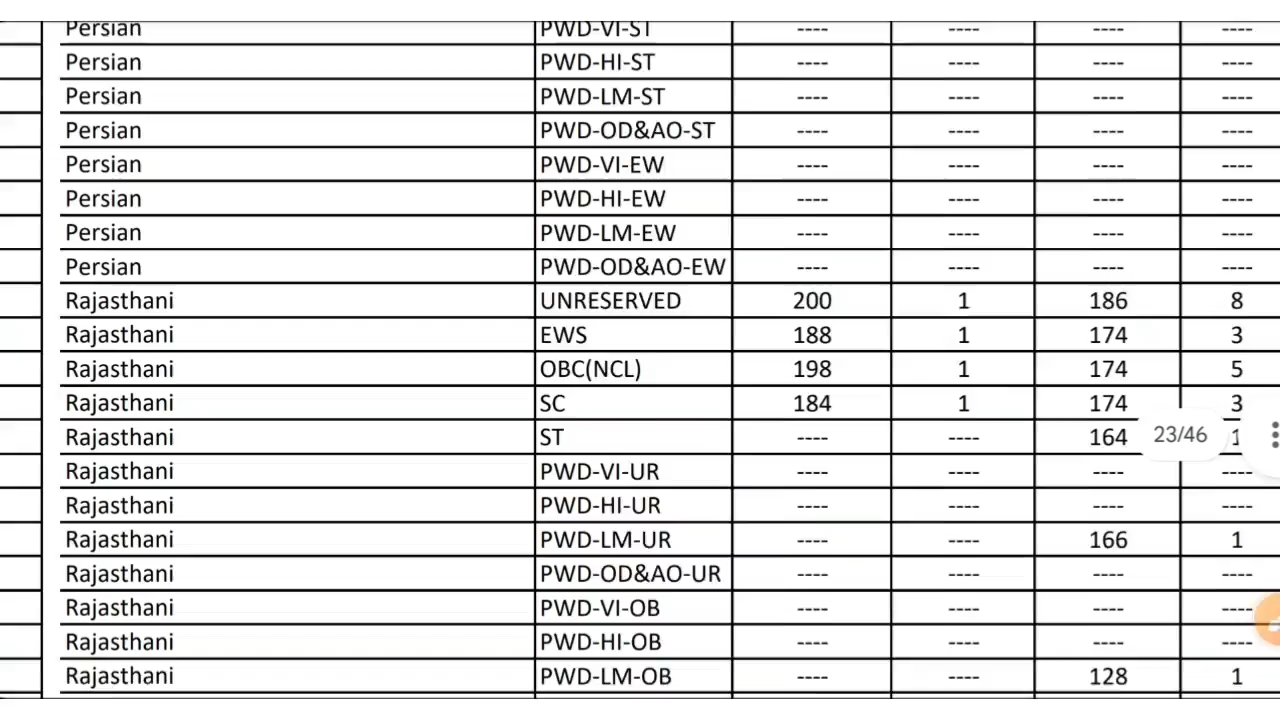 Persian PWD-VI-ST ---- ---- ---- ----
Persian PWD-HI-ST ---- ---- ---- ----
Persian PWD-LM-ST ---- ---- ---- ----
Persian PWD-OD&AO-ST ---- ---- ---- ----
Persian PWD-VI-EW ---- ---- ---- ----
Persian PWD-HI-EW ---- ---- ---- ----
Persian PWD-LM-EW ---- ---- ---- ----
Persian PWD-OD&AO-EW ---- ---- ---- ----
Rajasthani UNRESERVED 200 1 186 8
Rajasthani EWS 188 1 174 3
Rajasthani OBC(NCL) 198 1 174 5
Rajasthani SC 184 1 174 3
Rajasthani ST ---- ---- 164 23/46 1
Rajasthani PWD-VI-UR ---- ---- ---- ----
Rajasthani PWD-HI-UR ---- ---- ---- ----
Rajasthani PWD-LM-UR ---- ---- 166 1
Rajasthani PWD-OD&AO-UR ---- ---- ---- ----
Rajasthani PWD-VI-OB ---- ---- ---- ----
Rajasthani PWD-HI-OB ---- ---- ---- ----
Rajasthani PWD-LM-OB ---- ---- 128 1